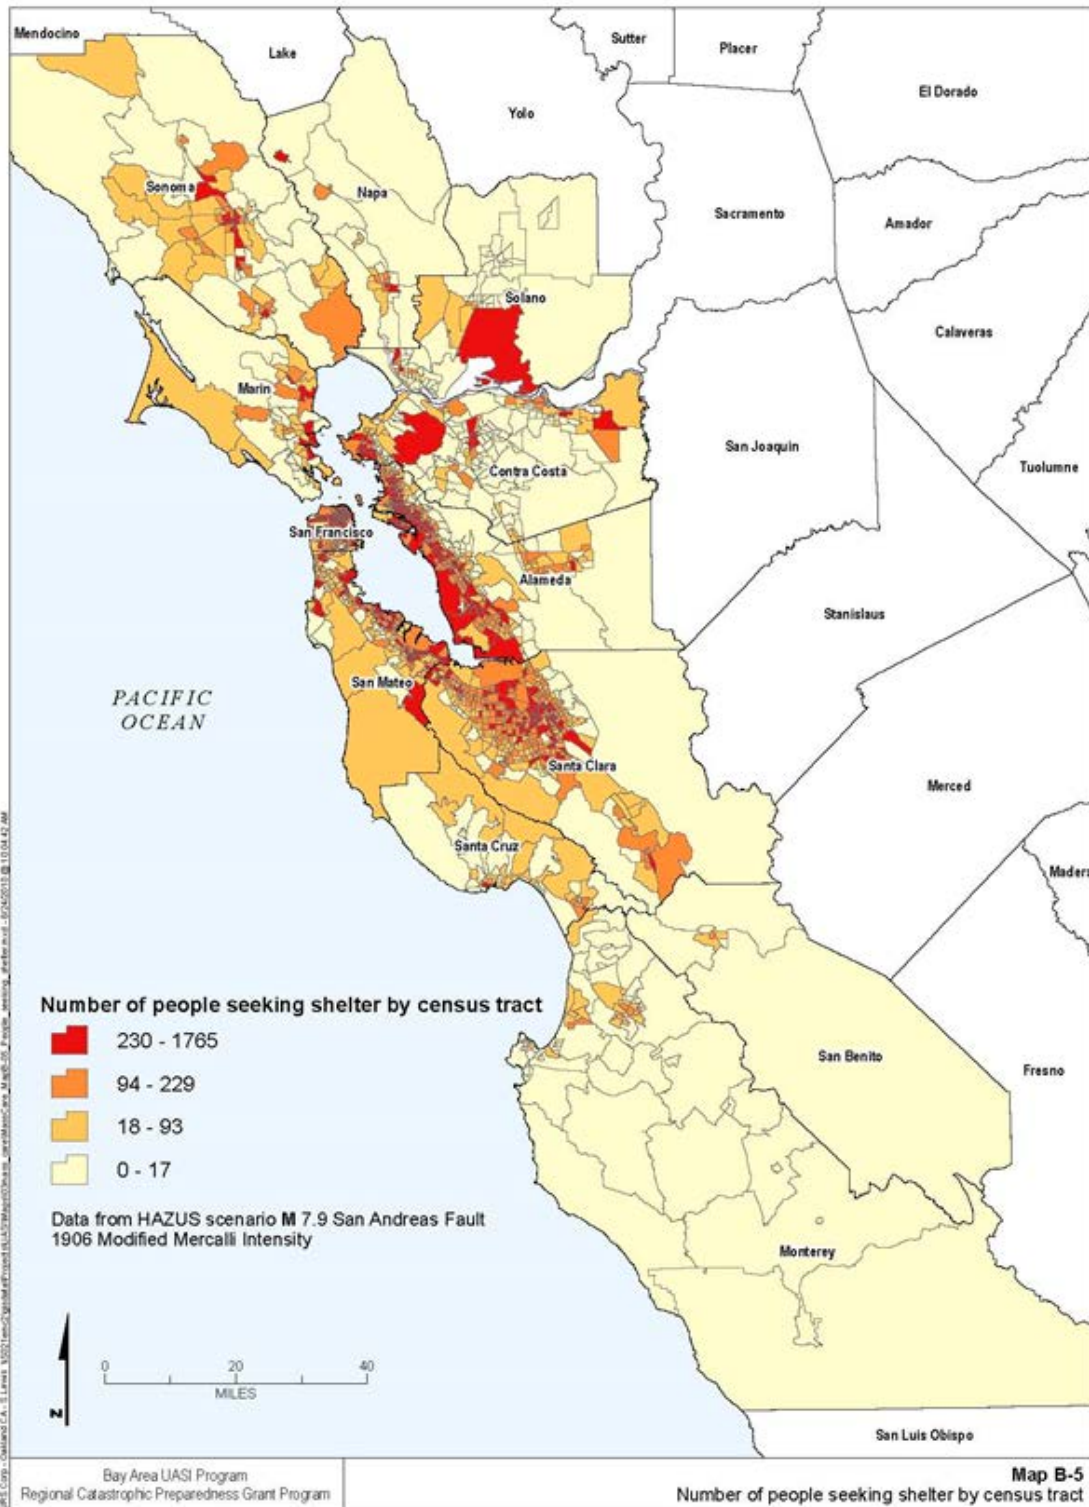 Mendocino
Lake
Sutter
Placer
El Dorado
Yolo
Sonoma
Napa
Sacramento
Amador
Solano
Calaveras
Marin
Contra Costa
San Joaquin
Tuolumne
San Francisco
Alameda
Stanislaus
San Mateo
PACIFIC
OCEAN
Santa Clara
Merced
Santa Cruz
Madera
Number of people seeking shelter by census tract
230 - 1765
94 - 229
18 - 93
0 - 17
San Benito
Fresno
Data from HAZUS scenario M 7.9 San Andreas Fault
1906 Modified Mercalli Intensity
Monterey
0 20 40
MILES
N
San Luis Obispo
Bay Area UASI Program
Regional Catastrophic Preparedness Grant Program
Map B-5
Number of people seeking shelter by census tract